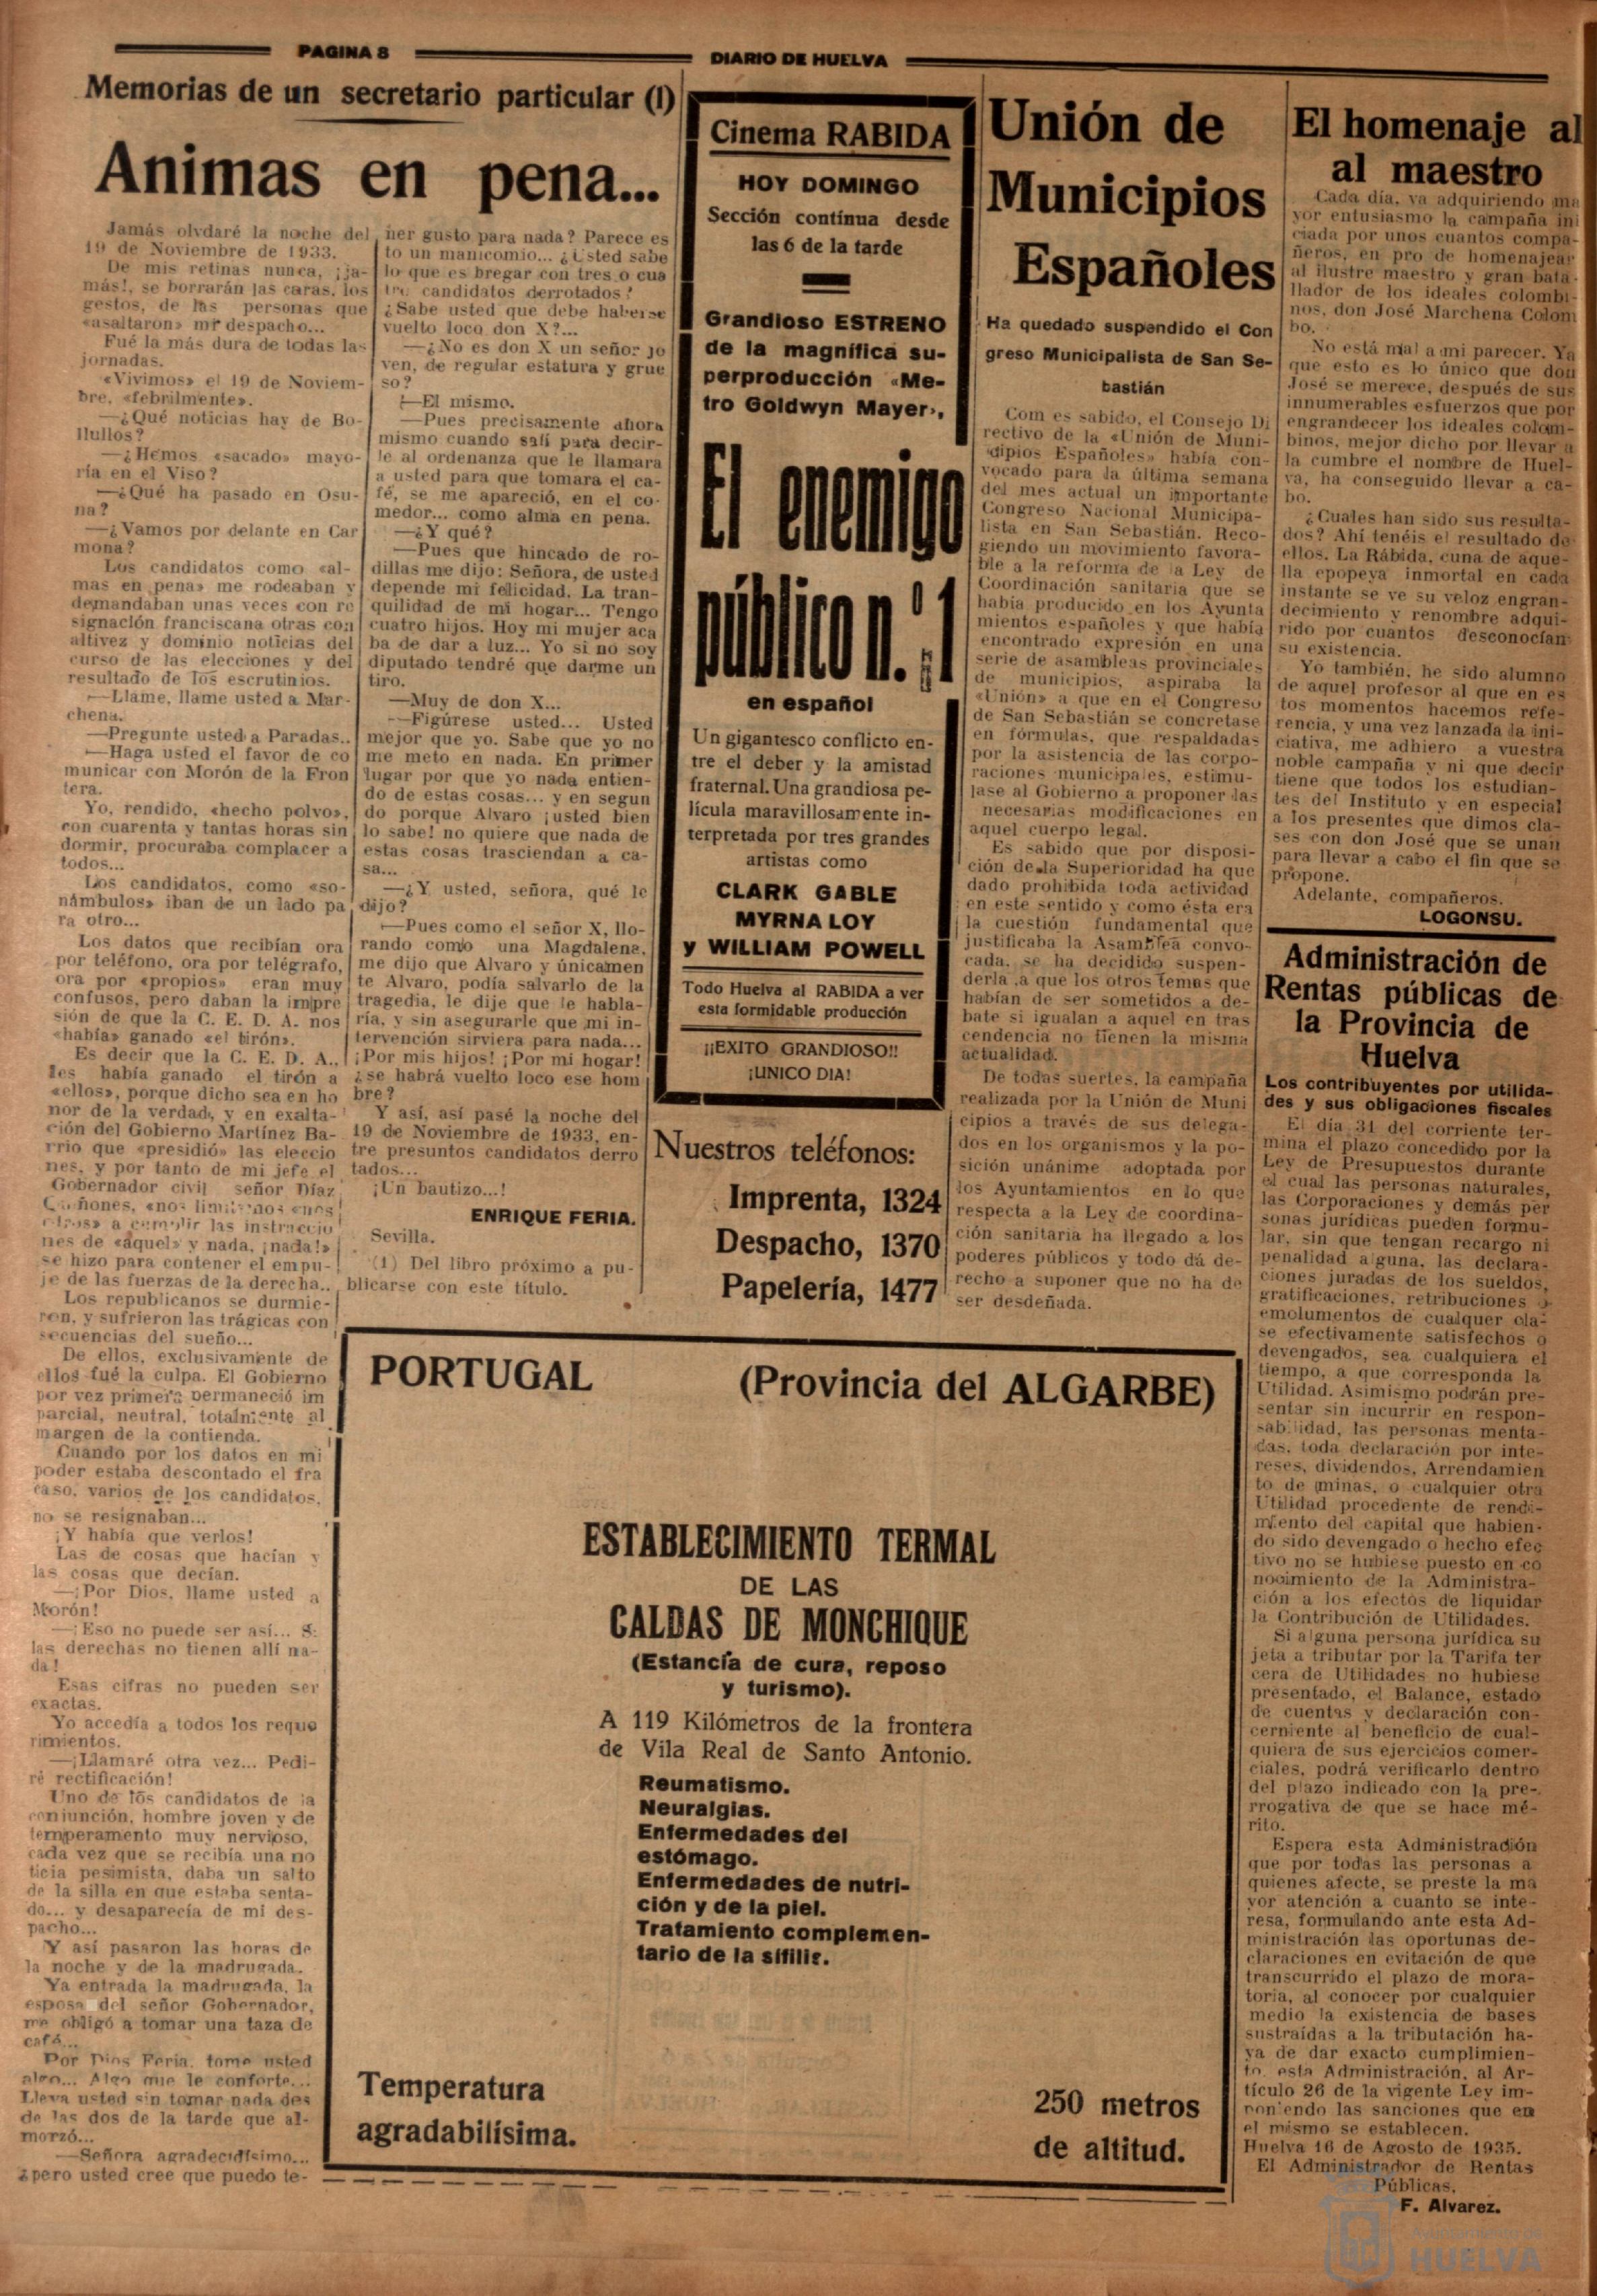 PAGINA 8
DIARIO DE HUELVA
Memorias de un secretario particular (I)
Animas en pena...
Jamás olvdaré la noche del
19 de Noviembre de 1933.
De mis retinas nunca, ¡ja-
más!, se borrarán las caras, los
gestos, de las personas que
«asaltaron» mi despacho...
Fué la más dura de todas las
jornadas.
«Vivimos» el 19 de Noviem-
bre, «febrilmente».
—¿Qué noticias hay de Bo-
llullos?
—¿Hemos «sacado» mayo-
ría en el Viso?
—¿Qué ha pasado en Osu-
na?
—¿Vamos por delante en Car
mona?
Los candidatos como «al-
mas en pena» me rodeaban y
demandaban unas veces con re
signación franciscana otras con
altivez y dominio noticias del
curso de las elecciones y del
resultado de los escrutinios.
—Llame, llame usted a Mar-
chena.
—Pregunte usted a Paradas..
—Haga usted el favor de co
municar con Morón de la Fron
tera.
Yo, rendido, «hecho polvo»,
con cuarenta y tantas horas sin
dormir, procuraba complacer a
todos...
Los candidatos, como «so-
námbulos» iban de un lado pa
ra otro...
Los datos que recibían ora
por teléfono, ora por telégrafo,
ora por «propios» eran muy
confusos, pero daban la impre
sión de que la C. E. D. A. nos
«había» ganado «el tirón».
Es decir que la C. E. D. A..
les había ganado el tirón a
«ellos», porque dicho sea en ho
nor de la verdad, y en exalta-
ción del Gobierno Martínez Ba-
rrio que «presidió» las eleccio
nes, y por tanto de mi jefe el
Gobernador civil señor Díaz
Quiñones, «nos limitamos «nos
otros» a cumplir las instruccio
nes de «aquel» y nada, ¡nada!»
se hizo para contener el empu-
je de las fuerzas de la derecha..
Los republicanos se durmie-
ron, y sufrieron las trágicas con
secuencias del sueño...
De ellos, exclusivamente de
ellos fué la culpa. El Gobierno
por vez primera permaneció im
parcial, neutral, totalmente al
margen de la contienda.
Cuando por los datos en mi
poder estaba descontado el fra
caso, varios de los candidatos,
no se resignaban...
¡Y había que verlos!
Las de cosas que hacían y
las cosas que decían.
—¡Por Dios, llame usted a
Morón!
—¡Eso no puede ser así... Si
las derechas no tienen allí na-
da!
Esas cifras no pueden ser
exactas.
Yo accedía a todos los reque
rimientos.
—¡Llamaré otra vez... Pedi-
ré rectificación!
Uno de los candidatos de la
conjunción, hombre joven y de
temperamento muy nervioso,
cada vez que se recibía una no
ticia pesimista, daba un salto
de la silla en que estaba senta-
do... y desaparecía de mi des-
pacho...
Y así pasaron las horas de
la noche y de la madrugada.
Ya entrada la madrugada, la
esposa del señor Gobernador,
me obligó a tomar una taza de
café...
Por Dios Feria, tome usted
algo... Algo que le conforte...
Lleva usted sin tomar nada des
de las dos de la tarde que al-
morzó...
—Señora agradecidísimo...
¿pero usted cree que puedo te-
ner gusto para nada? Parece es
to un manicomio... ¿Usted sabe
lo que es bregar con tres o cua
tro candidatos derrotados?
¿Sabe usted que debe haberse
vuelto loco don X?...
—¿No es don X un señor jo
ven, de regular estatura y grue
so?
—El mismo.
—Pues precisamente ahora
mismo cuando salí para decir-
le al ordenanza que le llamara
a usted para que tomara el ca-
fé, se me apareció, en el co-
medor... como alma en pena.
—¿Y qué?
—Pues que hincado de ro-
dillas me dijo: Señora, de usted
depende mi felicidad. La tran-
quilidad de mi hogar... Tengo
cuatro hijos. Hoy mi mujer aca
ba de dar a luz... Yo si no soy
diputado tendré que darme un
tiro.
—Muy de don X...
—Figúrese usted... Usted
mejor que yo. Sabe que yo no
me meto en nada. En primer
lugar por que yo nada entien-
do de estas cosas... y en segun
do porque Alvaro ¡usted bien
lo sabe! no quiere que nada de
estas cosas trasciendan a ca-
sa...
—¿Y usted, señora, qué le
dijo?
—Pues como el señor X, llo-
rando como una Magdalena,
me dijo que Alvaro y únicamen
te Alvaro, podía salvarlo de la
tragedia, le dije que le habla-
ría, y sin asegurarle que mi in-
tervención sirviera para nada...
¡Por mis hijos! ¡Por mi hogar!
¿se habrá vuelto loco ese hom
bre?
Y así, así pasé la noche del
19 de Noviembre de 1933, en-
tre presuntos candidatos derro
tados...
¡Un bautizo...!
ENRIQUE FERIA.
Sevilla.
(1) Del libro próximo a pu-
blicarse con este título.
Cinema RABIDA
HOY DOMINGO
Sección contínua desde
las 6 de la tarde
Grandioso ESTRENO
de la magnífica su-
perproducción «Me-
tro Goldwyn Mayer»,
El enemigo
público n.º 1
en español
Un gigantesco conflicto en-
tre el deber y la amistad
fraternal. Una grandiosa pe-
lícula maravillosamente in-
terpretada por tres grandes
artistas como
CLARK GABLE
MYRNA LOY
y WILLIAM POWELL
Todo Huelva al RABIDA a ver
esta formidable producción
¡¡EXITO GRANDIOSO!!
¡UNICO DIA!
Nuestros teléfonos:
Imprenta, 1324
Despacho, 1370
Papelería, 1477
Unión de
Municipios
Españoles
Ha quedado suspendido el Con
greso Municipalista de San Se-
bastián
Com es sabido, el Consejo Di
rectivo de la «Unión de Muni-
dipios Españoles» había con-
vocado para la última semana
del mes actual un importante
Congreso Nacional Municipa-
lista en San Sebastián. Reco-
giendo un movimiento favora-
ble a la reforma de la Ley de
Coordinación sanitaria que se
había producido en los Ayunta
mientos españoles y que había
encontrado expresión en una
serie de asambleas provinciales
de municipios, aspiraba la
«Unión» a que en el Congreso
de San Sebastián se concretase
en fórmulas, que respaldadas
por la asistencia de las corpo-
raciones municipales, estimu-
lase al Gobierno a proponer las
necesarias modificaciones en
aquel cuerpo legal.
Es sabido que por disposi-
ción de la Superioridad ha que
dado prohibida toda actividad
en este sentido y como ésta era
la cuestión fundamental que
justificaba la Asamblea convo-
cada, se ha decidido suspen-
derla ya que los otros temas que
habían de ser sometidos a de-
bate si igualan a aquel en tras
cendencia no tienen la misma
actualidad.
De todas suertes, la campaña
realizada por la Unión de Muni
cipios a través de sus delega-
dos en los organismos y la po-
sición unánime adoptada por
los Ayuntamientos en lo que
respecta a la Ley de coordina-
ción sanitaria ha llegado a los
poderes públicos y todo dá de-
recho a suponer que no ha de
ser desdeñada.
El homenaje al
al maestro
Cada día, va adquiriendo ma
yor entusiasmo la campaña ini
ciada por unos cuantos compa-
ñeros, en pro de homenajear
al ilustre maestro y gran bata-
llador de los ideales colombi-
nos, don José Marchena Colom
bo.
No está mal a mi parecer. Ya
que esto es lo único que don
José se merece, después de sus
innumerables esfuerzos que por
engrandecer los ideales colom-
binos, mejor dicho por llevar a
la cumbre el nombre de Huel-
va, ha conseguido llevar a ca-
bo.
¿Cuales han sido sus resulta-
dos? Ahí tenéis el resultado de
ellos. La Rábida, cuna de aque-
lla epopeya inmortal en cada
instante se ve su veloz engran-
decimiento y renombre adqui-
rido por cuantos desconocían
su existencia.
Yo también, he sido alumno
de aquel profesor al que en es
tos momentos hacemos refe-
rencia, y una vez lanzada la ini-
ciativa, me adhiero a vuestra
noble campaña y ni que decir
tiene que todos los estudian-
tes del Instituto y en especial
a los presentes que dimos cla-
ses con don José que se unan
para llevar a cabo el fin que se
propone.
Adelante, compañeros.
LOGONSU.
Administración de
Rentas públicas de
la Provincia de
Huelva
Los contribuyentes por utilida-
des y sus obligaciones fiscales
El día 31 del corriente ter-
mina el plazo concedido por la
Ley de Presupuestos durante
el cual las personas naturales,
las Corporaciones y demás per
sonas jurídicas pueden formu-
lar, sin que tengan recargo ni
penalidad alguna, las declara-
ciones juradas de los sueldos,
gratificaciones, retribuciones o
emolumentos de cualquer cla-
se efectivamente satisfechos o
devengados, sea cualquiera el
tiempo, a que corresponda la
Utilidad. Asimismo podrán pre-
sentar sin incurrir en respon-
sabilidad, las personas menta-
das, toda declaración por inte-
reses, dividendos, Arrendamien
to de minas, o cualquier otra
Utilidad procedente de rendi-
miento del capital que habien-
do sido devengado o hecho efec
tivo no se hubiese puesto en co
nocimiento de la Administra-
ción a los efectos de liquidar
la Contribución de Utilidades.
Si alguna persona jurídica su
jeta a tributar por la Tarifa ter
cera de Utilidades no hubiese
presentado, el Balance, estado
de cuentas y declaración con-
cerniente al beneficio de cual-
quiera de sus ejercicios comer-
ciales, podrá verificarlo dentro
del plazo indicado con la pre-
rrogativa de que se hace mé-
rito.
Espera esta Administración
que por todas las personas a
quienes afecte, se preste la ma
yor atención a cuanto se inte-
resa, formulando ante esta Ad-
ministración las oportunas de-
claraciones en evitación de que
transcurrido el plazo de mora-
toria, al conocer por cualquier
medio la existencia de bases
sustraídas a la tributación ha-
ya de dar exacto cumplimien-
to, esta Administración, al Ar-
tículo 26 de la vigente Ley im-
poniendo las sanciones que en
el mismo se establecen.
Huelva 16 de Agosto de 1935.
El Administrador de Rentas
Públicas,
F. Alvarez.
PORTUGAL (Provincia del ALGARBE)
ESTABLECIMIENTO TERMAL
DE LAS
CALDAS DE MONCHIQUE
(Estancía de cura, reposo
y turismo).
A 119 Kilómetros de la frontera
de Vila Real de Santo Antonio.
Reumatismo.
Neuralgias.
Enfermedades del
estómago.
Enfermedades de nutri-
ción y de la piel.
Tratamiento complemen-
tario de la sífilis.
Temperatura
agradabilísima.
250 metros
de altitud.
Ayuntamiento de
HUELVA